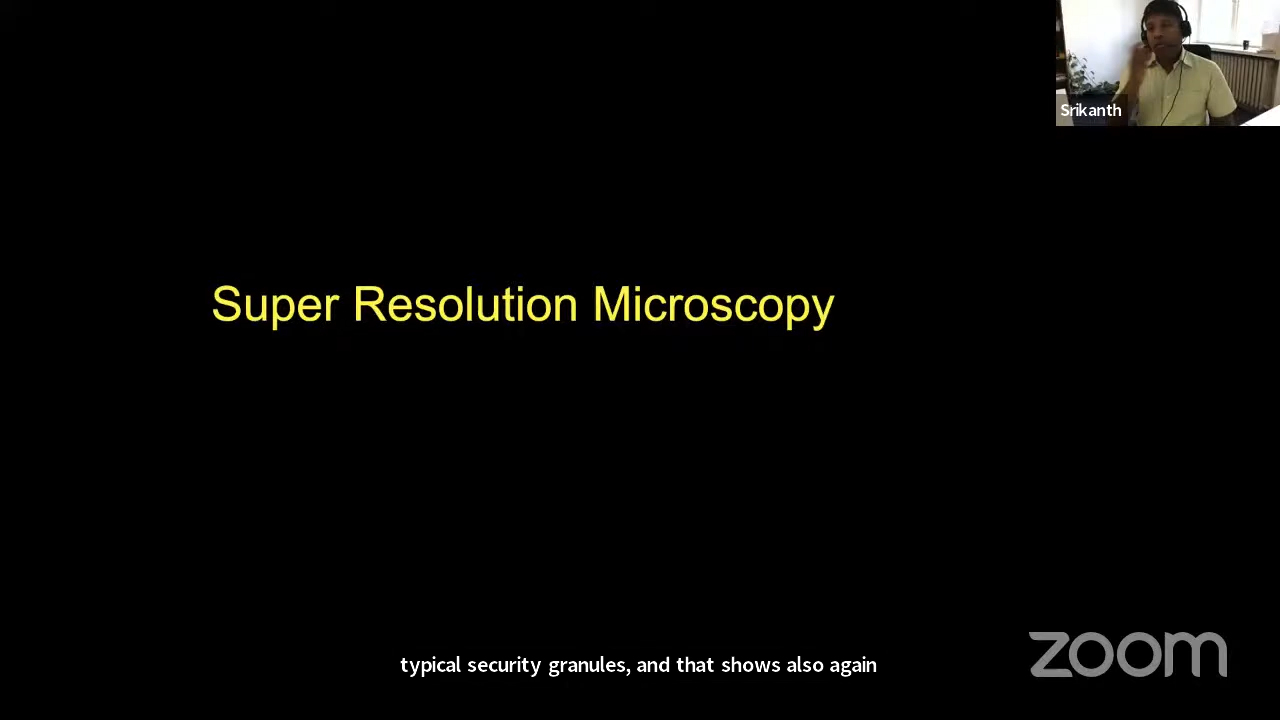 Srikanth
Super Resolution Microscopy
typical security granules, and that shows also again
zoom